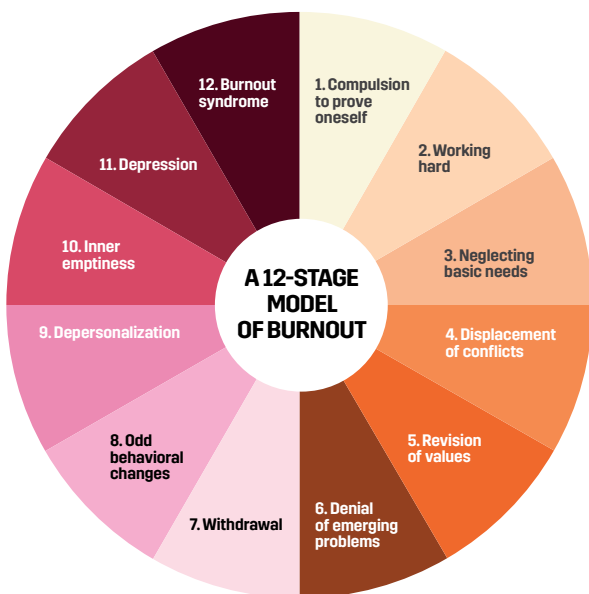 A 12-STAGE
MODEL
OF BURNOUT
1. Compulsion
to prove
oneself
2. Working
hard
3. Neglecting
basic needs
4. Displacement
of conflicts
5. Revision
of values
6. Denial
of emerging
problems
7. Withdrawal
8. Odd
behavioral
changes
9. Depersonalization
10. Inner
emptiness
11. Depression
12. Burnout
syndrome